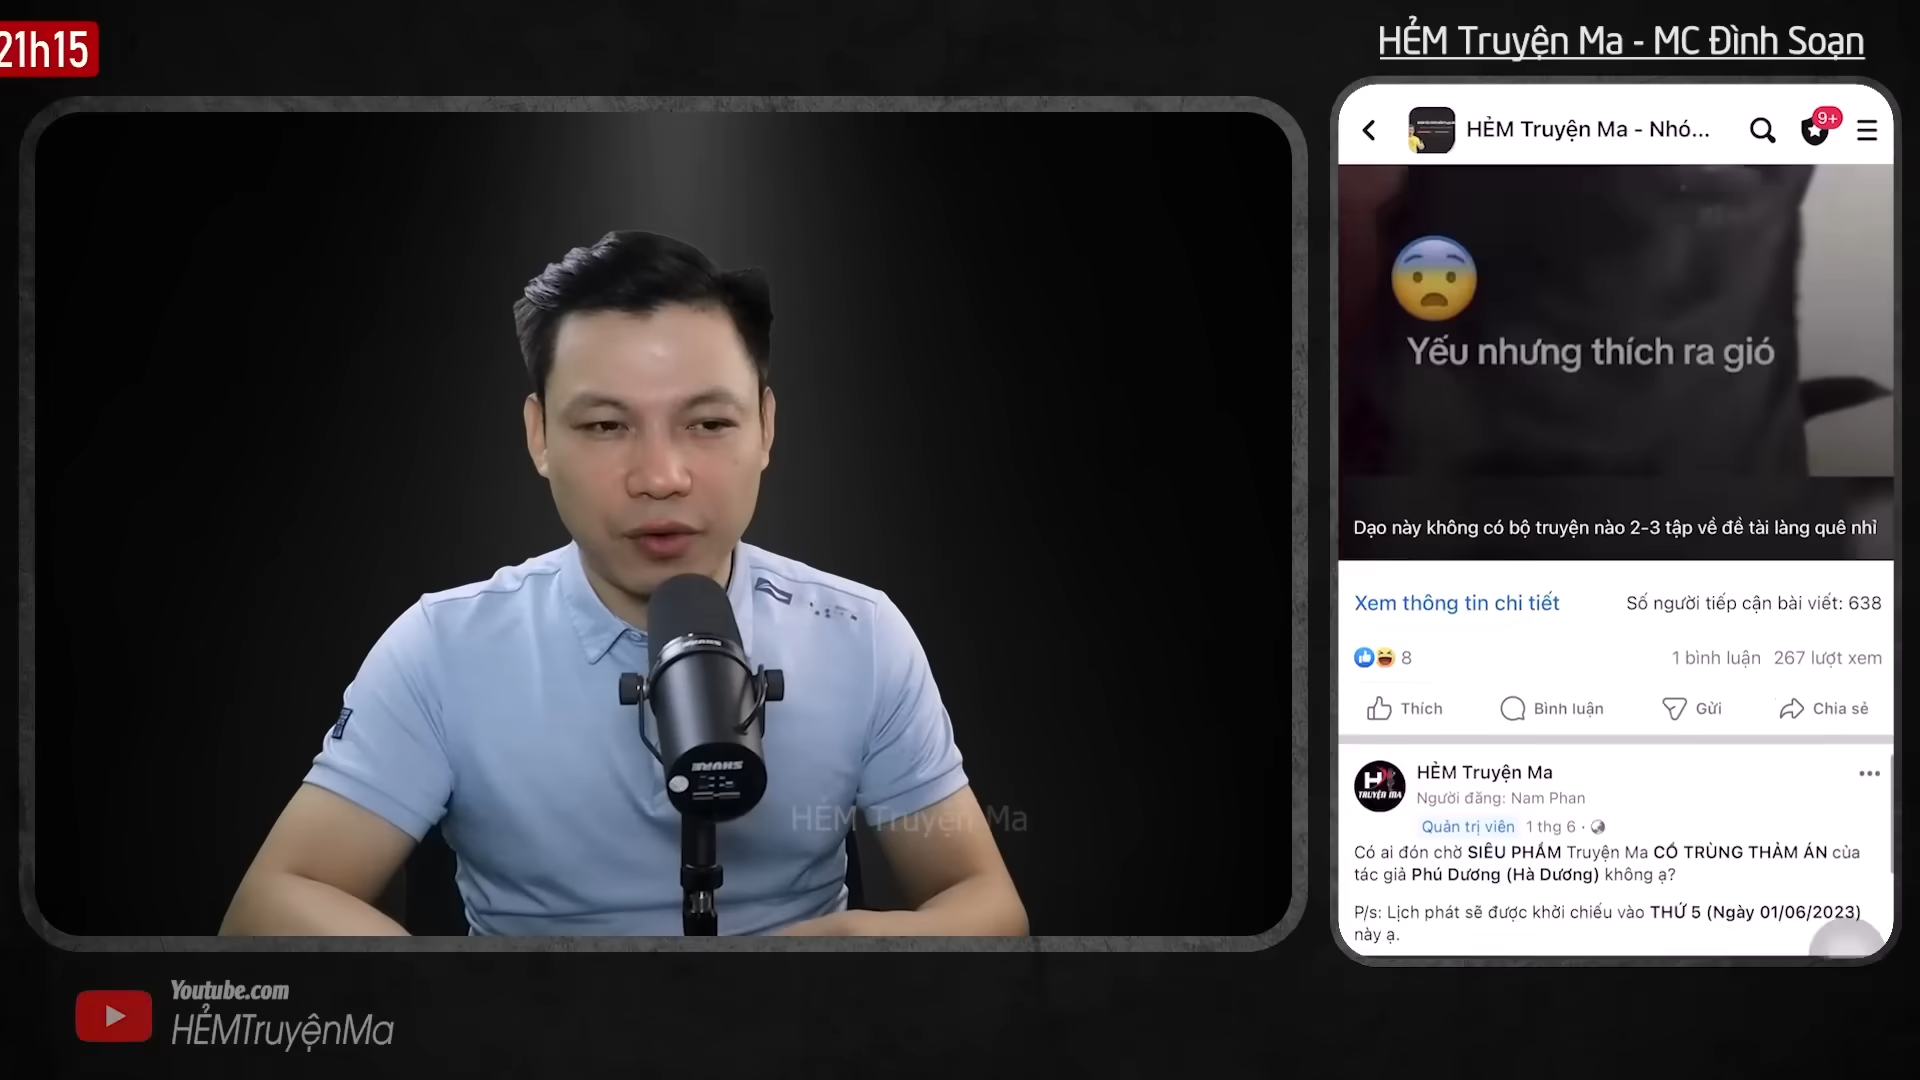 21h15
HẺM Truyện Ma - MC Đình Soạn
HẺM Truyện Ma - Nhó...
9+
Yếu nhưng thích ra gió
Dạo này không có bộ truyện nào 2-3 tập về đề tài làng quê nhỉ
Xem thông tin chi tiết
Số người tiếp cận bài viết: 638
8
1 bình luận 267 lượt xem
Thích
Bình luận
Gửi
Chia sẻ
HẺM Truyện Ma
Người đăng: Nam Phan
Quản trị viên 1 thg 6 ·
TRUYỆN MA
Có ai đón chờ SIÊU PHẨM Truyện Ma CỔ TRÙNG THẢM ÁN của
tác giả Phú Dương (Hà Dương) không ạ?
P/s: Lịch phát sẽ được khởi chiếu vào THỨ 5 (Ngày 01/06/2023)
này ạ.
SHURE
HẺM Truyện Ma
Youtube.com
HẺMTruyệnMa